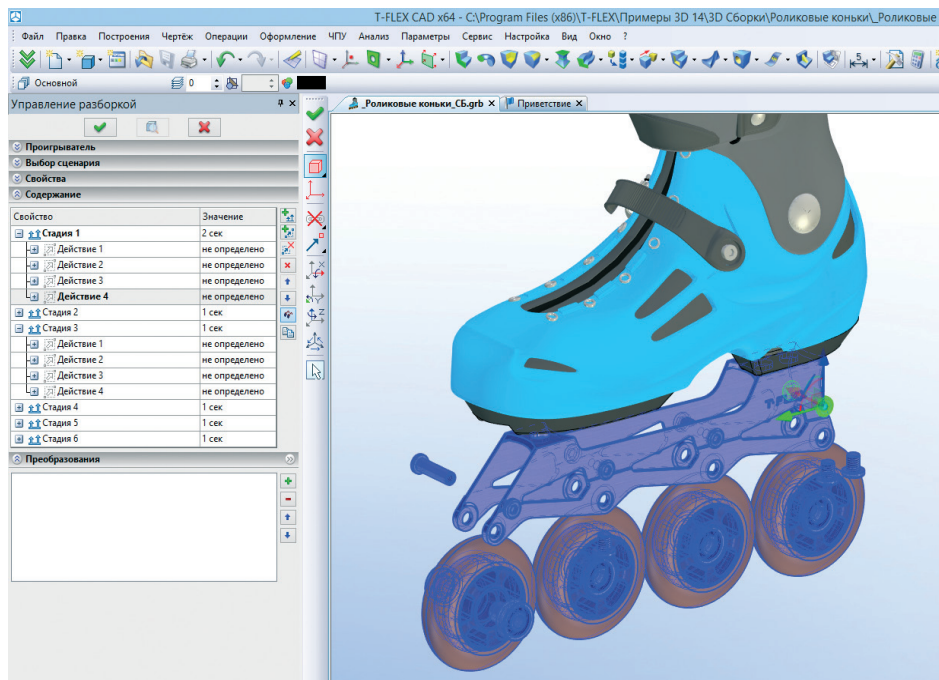 T-FLEX CAD x64 - C:\Program Files (x86)\T-FLEX\Примеры 3D 14\3D Сборки\Роликовые коньки\_Роликовые
Файл Правка Построения Чертёж Операции Оформление ЧПУ Анализ Параметры Сервис Настройка Вид Окно ?
5
Основной 0
Управление разборкой
_Роликовые коньки_СБ.grb Приветствие
Проигрыватель
Выбор сценария
Свойства
Содержание
Свойство Значение
Стадия 1 2 сек
Действие 1 не определено
Действие 2 не определено
Действие 3 не определено
Действие 4 не определено
Стадия 2 1 сек
Стадия 3 1 сек
Действие 1 не определено
Действие 2 не определено
Действие 3 не определено
Действие 4 не определено
Стадия 4 1 сек
Стадия 5 1 сек
Стадия 6 1 сек
Преобразования
X
Y
Z
T-FLEX